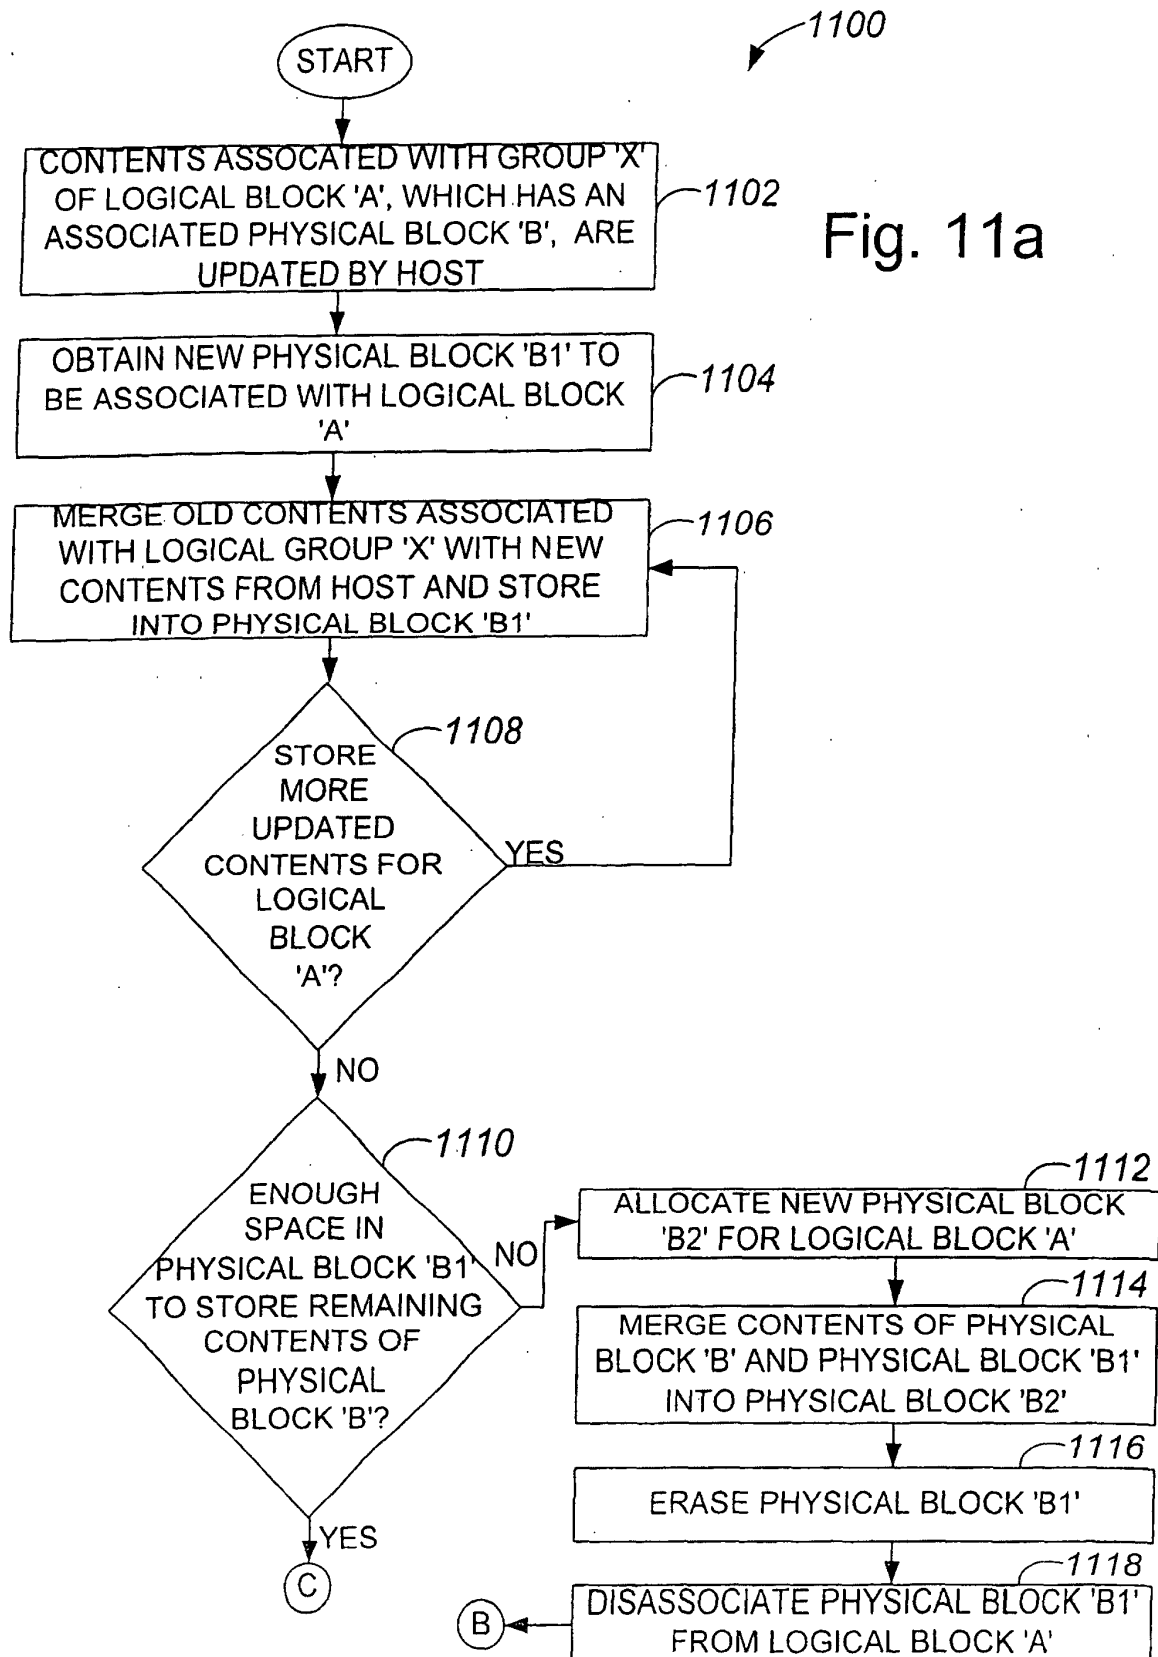 1100
START
CONTENTS ASSOCATED WITH GROUP 'X'
OF LOGICAL BLOCK 'A', WHICH HAS AN
ASSOCIATED PHYSICAL BLOCK 'B', ARE
UPDATED BY HOST
1102
Fig. 11a
OBTAIN NEW PHYSICAL BLOCK 'B1' TO
BE ASSOCIATED WITH LOGICAL BLOCK
'A'
1104
MERGE OLD CONTENTS ASSOCIATED
WITH LOGICAL GROUP 'X' WITH NEW
CONTENTS FROM HOST AND STORE
INTO PHYSICAL BLOCK 'B1'
1106
1108
STORE
MORE
UPDATED
CONTENTS FOR
LOGICAL
BLOCK
'A'?
YES
NO
1110
ENOUGH
SPACE IN
PHYSICAL BLOCK 'B1'
TO STORE REMAINING
CONTENTS OF
PHYSICAL
BLOCK 'B'?
NO
YES
C
1112
ALLOCATE NEW PHYSICAL BLOCK
'B2' FOR LOGICAL BLOCK 'A'
1114
MERGE CONTENTS OF PHYSICAL
BLOCK 'B' AND PHYSICAL BLOCK 'B1'
INTO PHYSICAL BLOCK 'B2'
1116
ERASE PHYSICAL BLOCK 'B1'
1118
DISASSOCIATE PHYSICAL BLOCK 'B1'
FROM LOGICAL BLOCK 'A'
B